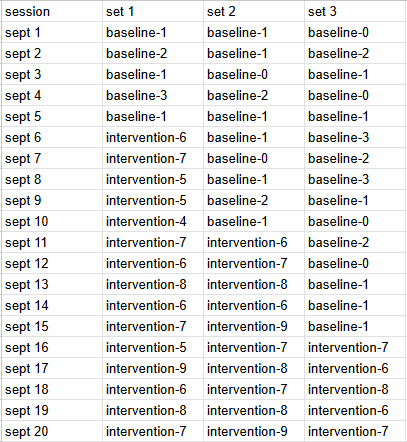 session set 1 set 2 set 3
sept 1 baseline-1 baseline-1 baseline-0
sept 2 baseline-2 baseline-1 baseline-2
sept 3 baseline-1 baseline-0 baseline-1
sept 4 baseline-3 baseline-2 baseline-0
sept 5 baseline-1 baseline-1 baseline-1
sept 6 intervention-6 baseline-1 baseline-3
sept 7 intervention-7 baseline-0 baseline-2
sept 8 intervention-5 baseline-1 baseline-3
sept 9 intervention-5 baseline-2 baseline-1
sept 10 intervention-4 baseline-1 baseline-0
sept 11 intervention-7 intervention-6 baseline-2
sept 12 intervention-6 intervention-7 baseline-0
sept 13 intervention-8 intervention-8 baseline-1
sept 14 intervention-6 intervention-6 baseline-1
sept 15 intervention-7 intervention-9 baseline-1
sept 16 intervention-5 intervention-7 intervention-7
sept 17 intervention-9 intervention-8 intervention-6
sept 18 intervention-6 intervention-7 intervention-8
sept 19 intervention-8 intervention-8 intervention-6
sept 20 intervention-7 intervention-9 intervention-7